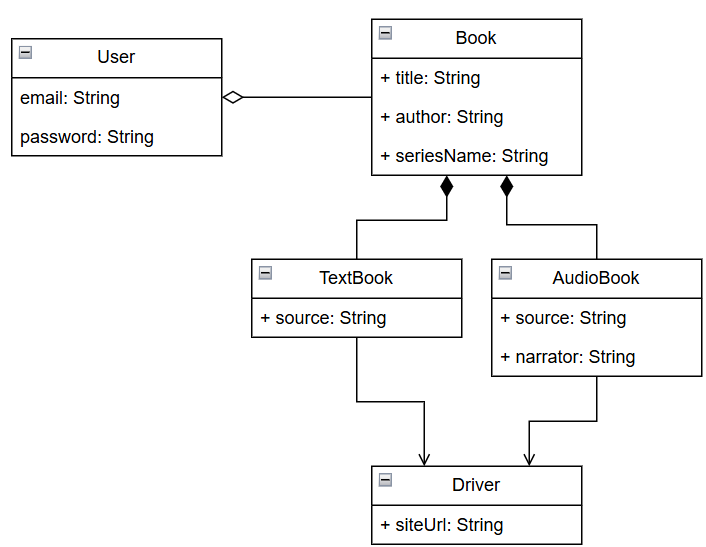 User
email: String
password: String
Book
+ title: String
+ author: String
+ seriesName: String
TextBook
+ source: String
AudioBook
+ source: String
+ narrator: String
Driver
+ siteUrl: String